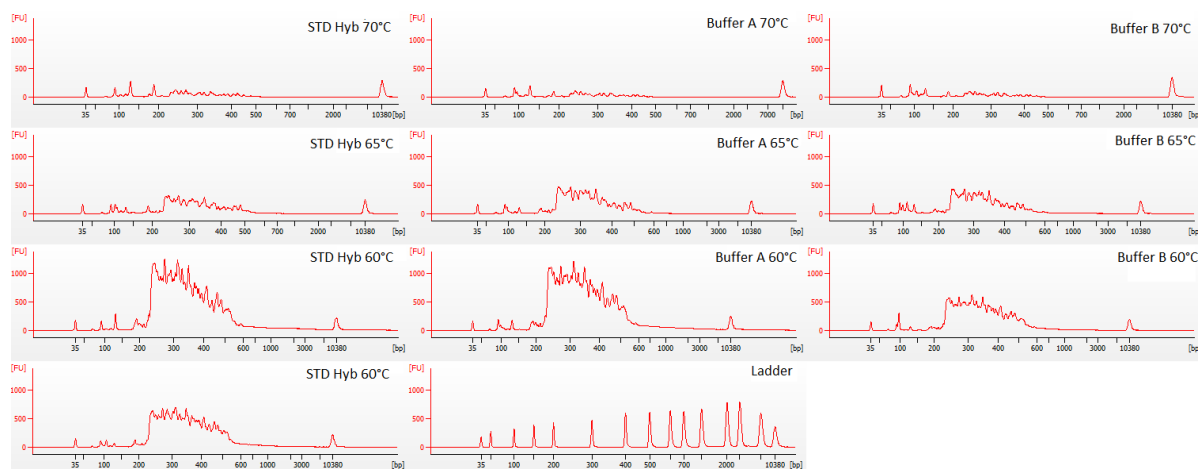 [FU] STD Hyb 70°C
1000
500
0
35 100 200 300 400 500 700 2000 10380 [bp]
[FU] Buffer A 70°C
1000
500
0
35 100 200 300 400 500 700 2000 7000 [bp]
[FU] Buffer B 70°C
1000
500
0
35 100 200 300 400 500 700 2000 10380 [bp]
[FU] STD Hyb 65°C
1000
500
0
35 100 200 300 400 500 700 2000 10380 [bp]
[FU] Buffer A 65°C
1000
500
0
35 100 200 300 400 600 1000 3000 10380 [bp]
[FU] Buffer B 65°C
1000
500
0
35 100 200 300 400 600 1000 3000 10380 [bp]
[FU] STD Hyb 60°C
1000
500
0
35 100 200 300 400 600 1000 3000 10380 [bp]
[FU] Buffer A 60°C
1000
500
0
35 100 200 300 400 600 1000 3000 10380 [bp]
[FU] Buffer B 60°C
1000
500
0
35 100 200 300 400 600 1000 3000 10380 [bp]
[FU] STD Hyb 60°C
1000
500
0
35 100 200 300 400 600 1000 3000 10380 [bp]
[FU] Ladder
1000
500
0
35 100 200 300 400 500 700 2000 10380 [bp]